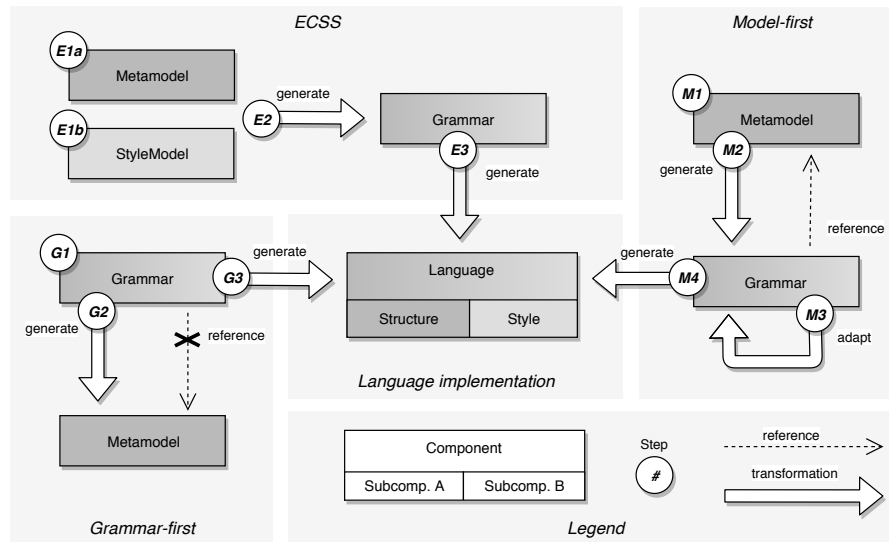 ECSS
E1a
Metamodel
E1b
StyleModel
E2
generate
Grammar
E3
generate
Model-first
M1
Metamodel
M2
generate
reference
M4
generate
Grammar
M3
adapt
G1
Grammar
G3
generate
G2
generate
reference
Metamodel
Grammar-first
Language
Structure
Style
Language implementation
Component
Subcomp. A
Subcomp. B
Step
#
reference
transformation
Legend